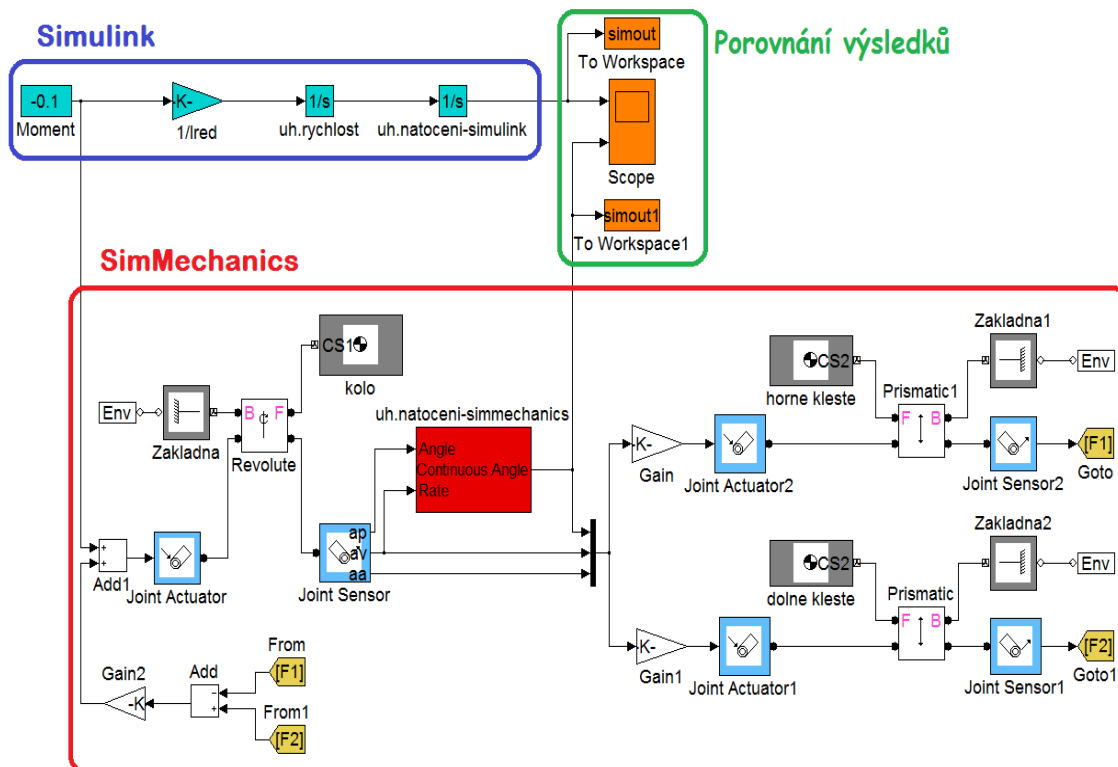 Simulink
-0.1
Moment
-K-
1/Ired
1/s
uh.rychlost
1/s
uh.natoceni-simulink
Porovnání výsledků
simout
To Workspace
Scope
simout1
To Workspace1
SimMechanics
Env
Zakladna
B F
Revolute
CS1
kolo
uh.natoceni-simmechanics
Angle
Continuous Angle
Rate
+
+
Add1
Joint Actuator
ap
av
aa
Joint Sensor
-K-
Gain
Joint Actuator2
CS2
horne kleste
Prismatic1
F B
Zakladna1
Env
Joint Sensor2
[F1]
Goto
-K-
Gain1
Joint Actuator1
CS2
dolne kleste
Prismatic
F B
Zakladna2
Env
Joint Sensor1
[F2]
Goto1
Gain2
-K
Add
-
+
From
[F1]
From1
[F2]